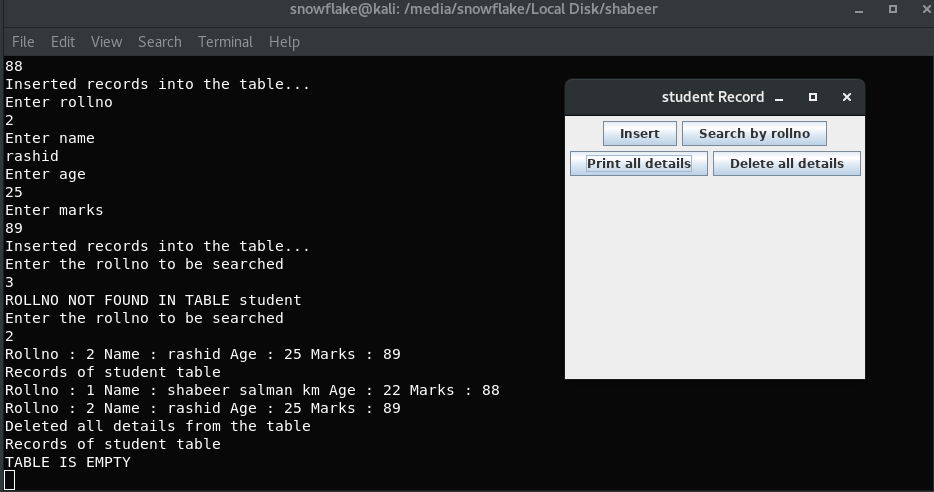 snowflake@kali: /media/snowflake/Local Disk/shabeer
File Edit View Search Terminal Help
88
Inserted records into the table...
Enter rollno
2
Enter name
rashid
Enter age
25
Enter marks
89
Inserted records into the table...
Enter the rollno to be searched
3
ROLLNO NOT FOUND IN TABLE student
Enter the rollno to be searched
2
Rollno : 2 Name : rashid Age : 25 Marks : 89
Records of student table
Rollno : 1 Name : shabeer salman km Age : 22 Marks : 88
Rollno : 2 Name : rashid Age : 25 Marks : 89
Deleted all details from the table
Records of student table
TABLE IS EMPTY
student Record
Insert Search by rollno
Print all details Delete all details